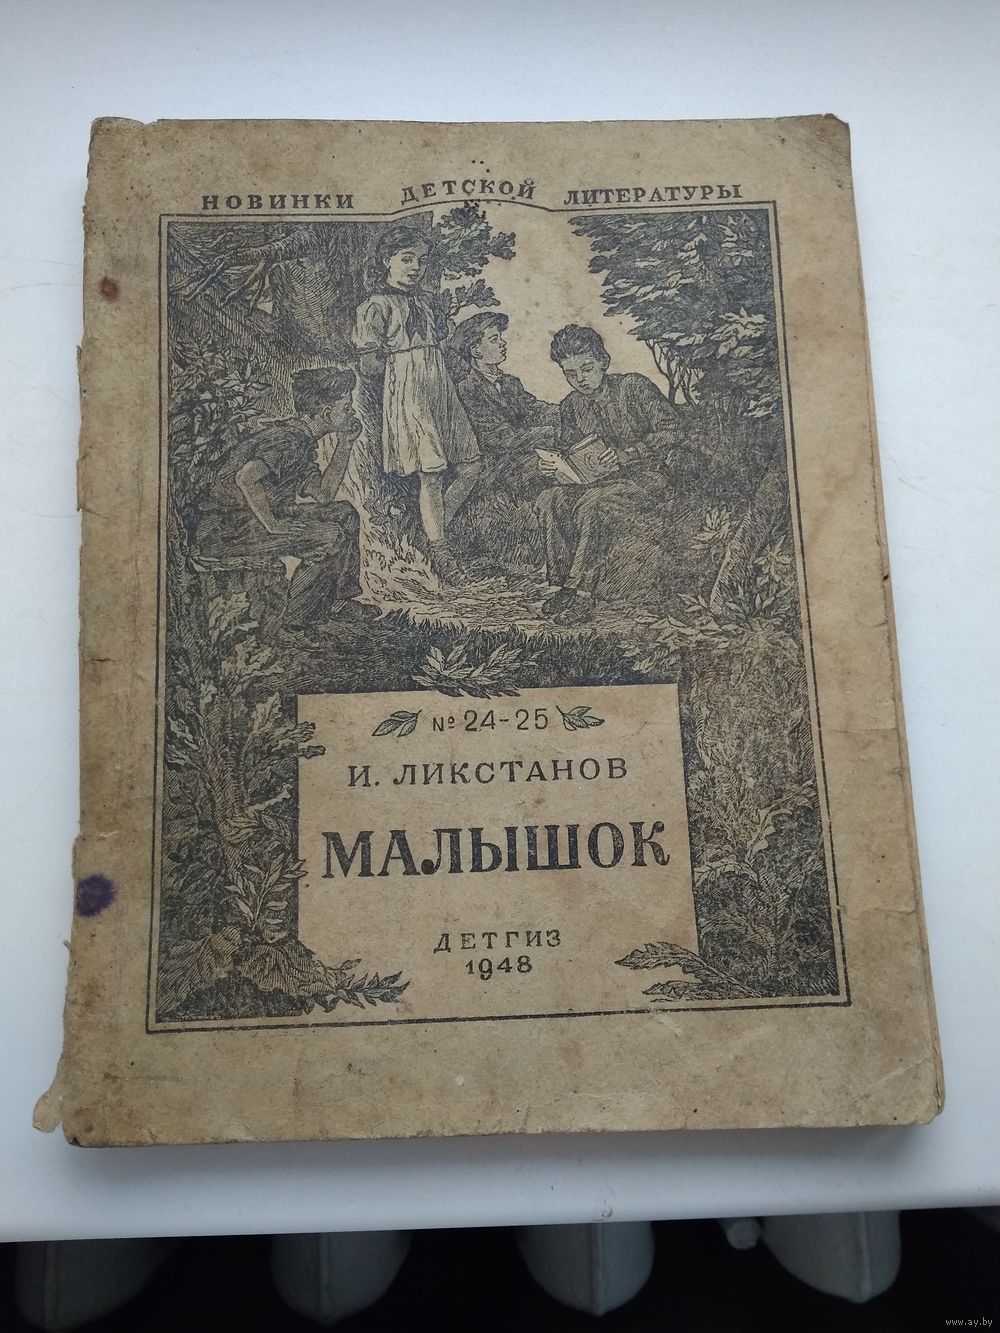 НОВИНКИ ДЕТСКОЙ ЛИТЕРАТУРЫ
№ 24-25
И. ЛИКСТАНОВ
МАЛЫШОК
ДЕТГИЗ
1948
www.ay.by